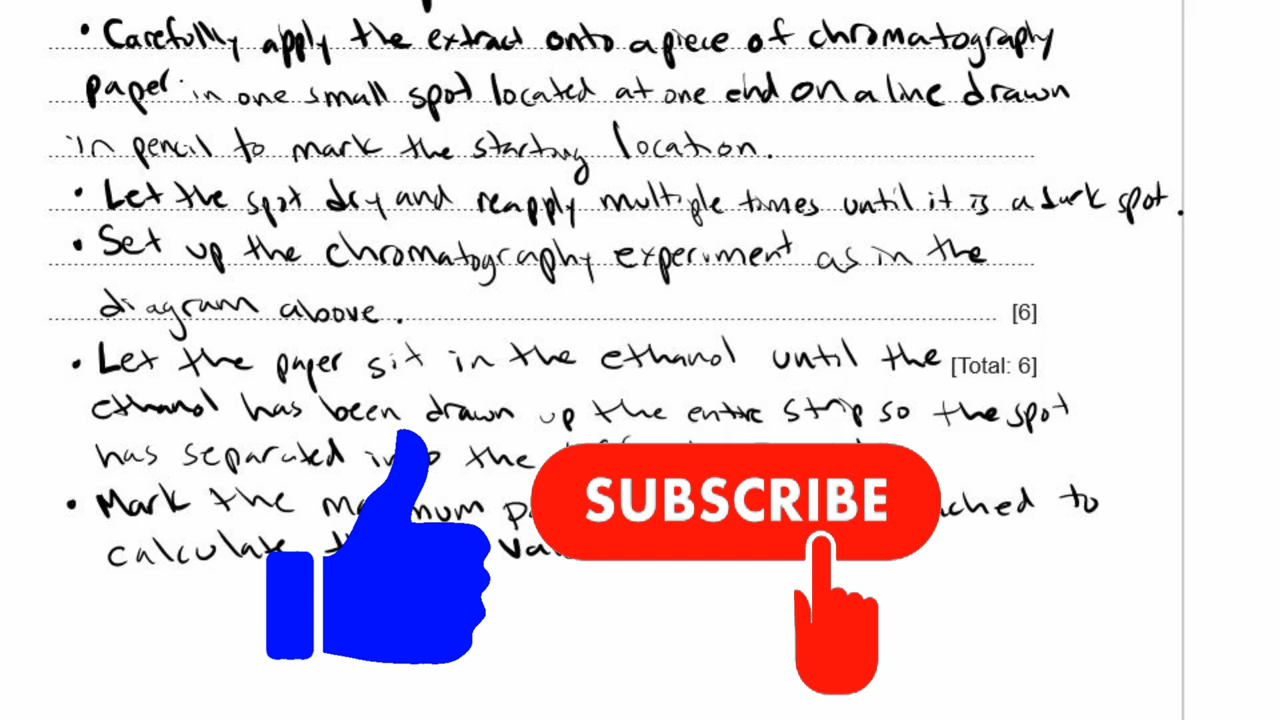 • Carefully apply the extract onto a piece of chromatography
paper in one small spot located at one end on a line drawn
in pencil to mark the starting location.
• Let the spot dry and reapply multiple times until it is a dark spot.
• Set up the chromatography experiment as in the
diagram above. [6]
• Let the paper sit in the ethanol until the [Total: 6]
ethanol has been drawn up the entire strip so the spot
has separated into the
SUBSCRIBE
• Mark the to
calculate